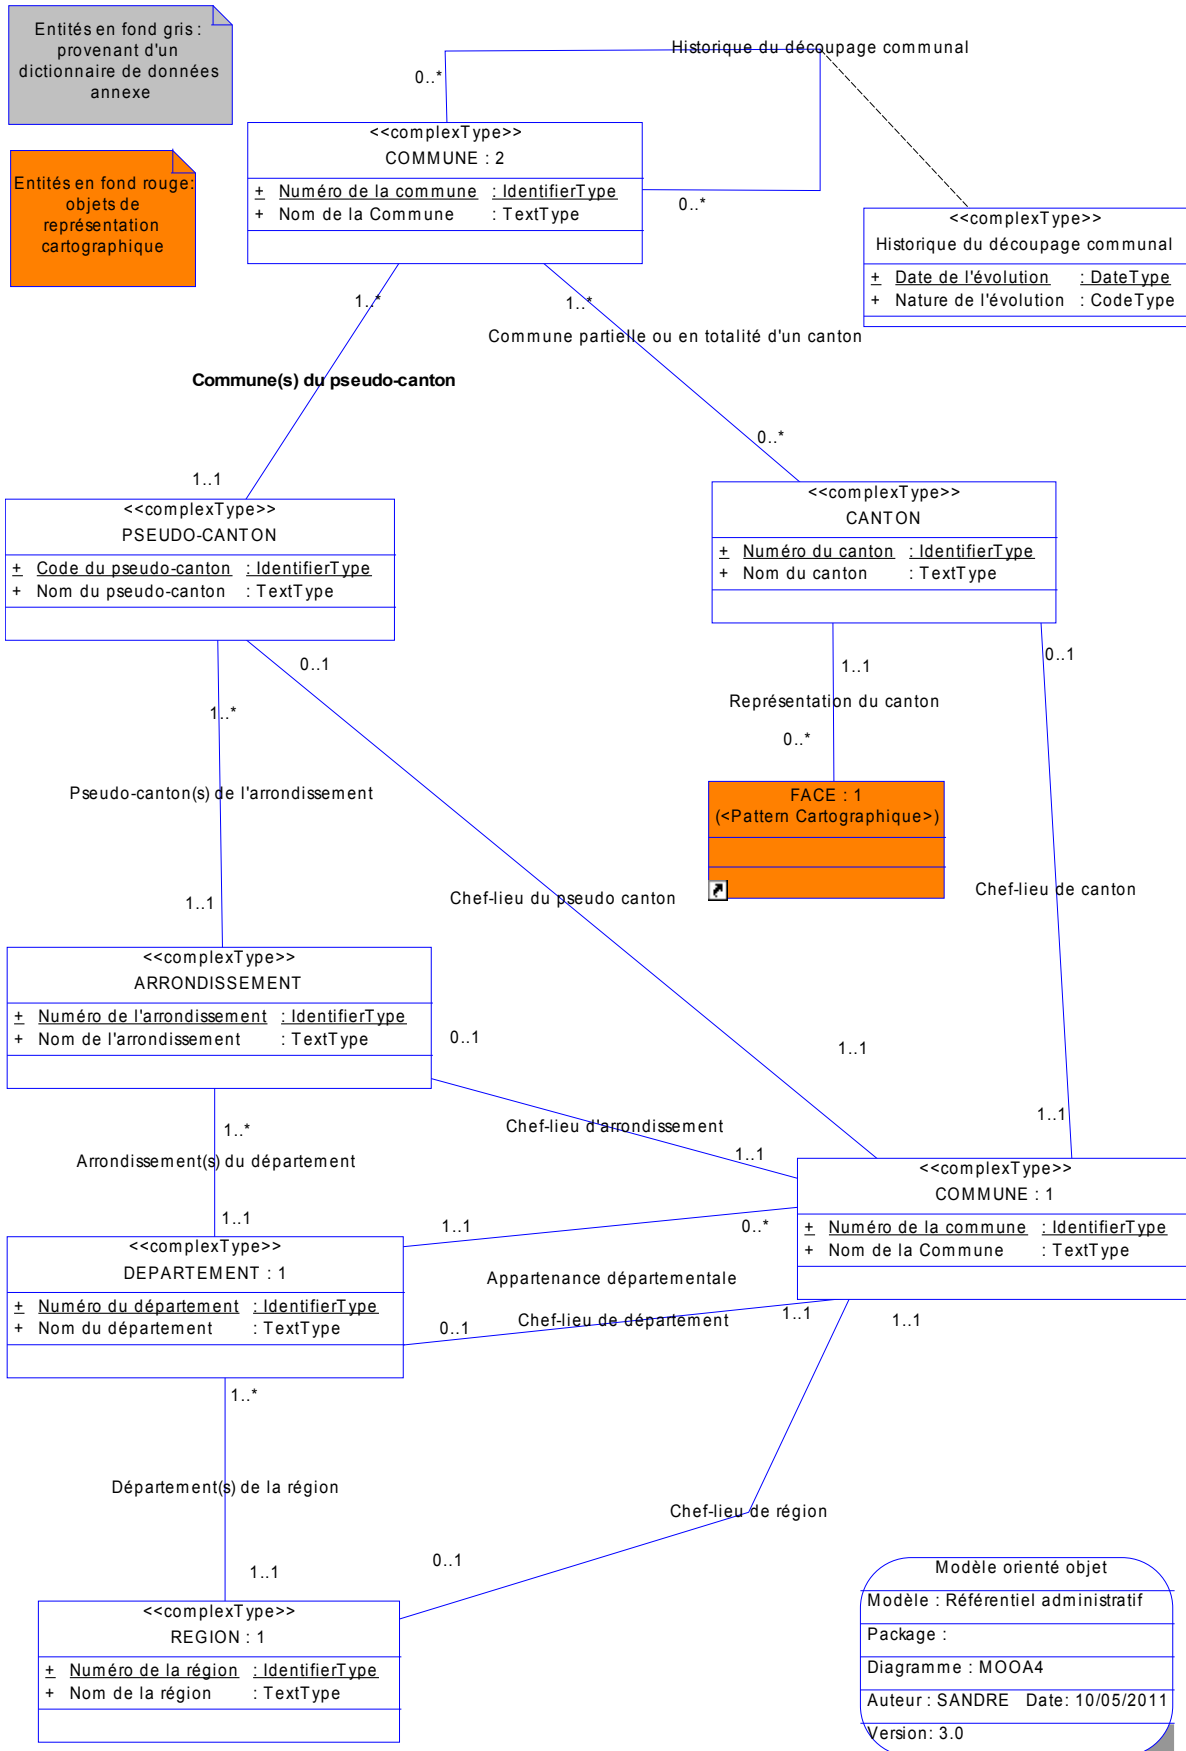 Entités en fond gris :
provenant d'un
dictionnaire de données
annexe
Entités en fond rouge:
objets de
représentation
cartographique
Historique du découpage communal
0..*
<<complexType>>
COMMUNE : 2
+ Numéro de la commune : IdentifierType
+ Nom de la Commune : TextType
0..*
<<complexType>>
Historique du découpage communal
+ Date de l'évolution : DateType
+ Nature de l'évolution : CodeType
1..*
1..*
Commune partielle ou en totalité d'un canton
Commune(s) du pseudo-canton
0..*
1..1
<<complexType>>
PSEUDO-CANTON
+ Code du pseudo-canton : IdentifierType
+ Nom du pseudo-canton : TextType
<<complexType>>
CANTON
+ Numéro du canton : IdentifierType
+ Nom du canton : TextType
0..1
1..1
0..1
1..*
Représentation du canton
0..*
Pseudo-canton(s) de l'arrondissement
FACE : 1
(<Pattern Cartographique>)
Chef-lieu du pseudo canton
Chef-lieu de canton
1..1
<<complexType>>
ARRONDISSEMENT
+ Numéro de l'arrondissement : IdentifierType
+ Nom de l'arrondissement : TextType
0..1
1..1
1..*
Chef-lieu d'arrondissement
1..1
1..1
Arrondissement(s) du département
<<complexType>>
COMMUNE : 1
+ Numéro de la commune : IdentifierType
+ Nom de la Commune : TextType
1..1
1..1
0..*
<<complexType>>
DEPARTEMENT : 1
+ Numéro du département : IdentifierType
+ Nom du département : TextType
Appartenance départementale
Chef-lieu de département
0..1
1..1
1..1
1..*
Département(s) de la région
Chef-lieu de région
0..1
1..1
<<complexType>>
REGION : 1
+ Numéro de la région : IdentifierType
+ Nom de la région : TextType
Modèle orienté objet
Modèle : Référentiel administratif
Package :
Diagramme : MOOA4
Auteur : SANDRE Date: 10/05/2011
Version: 3.0